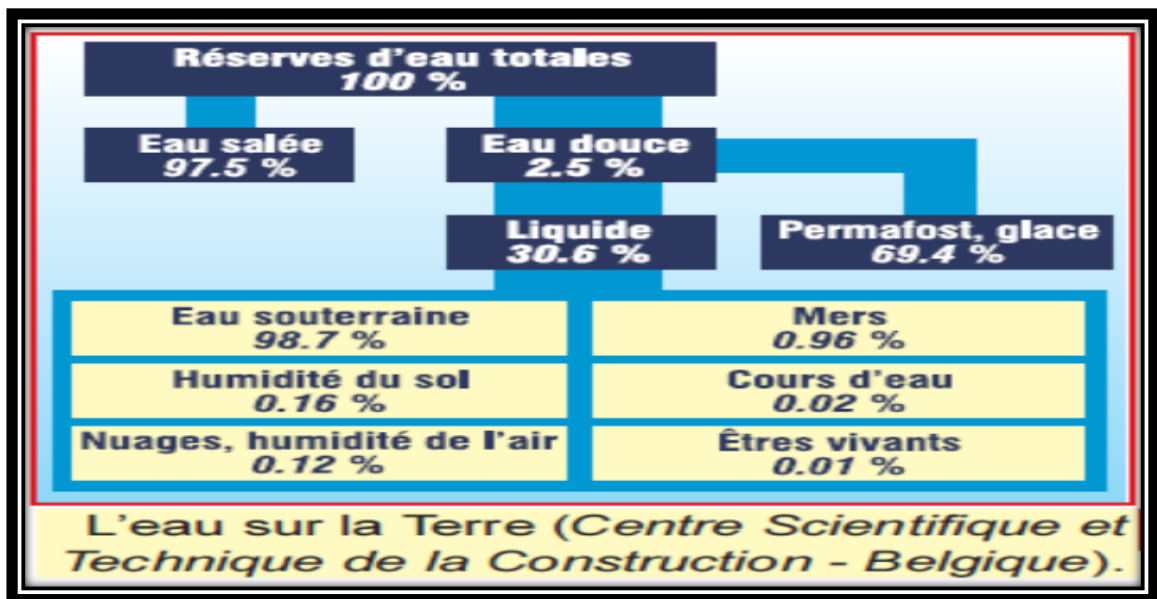 Réserves d'eau totales
100 %
Eau salée
97.5 %
Eau douce
2.5 %
Liquide
30.6 %
Permafost, glace
69.4 %
Eau souterraine
98.7 %
Mers
0.96 %
Humidité du sol
0.16 %
Cours d'eau
0.02 %
Nuages, humidité de l'air
0.12 %
Êtres vivants
0.01 %
L'eau sur la Terre (Centre Scientifique et
Technique de la Construction - Belgique).